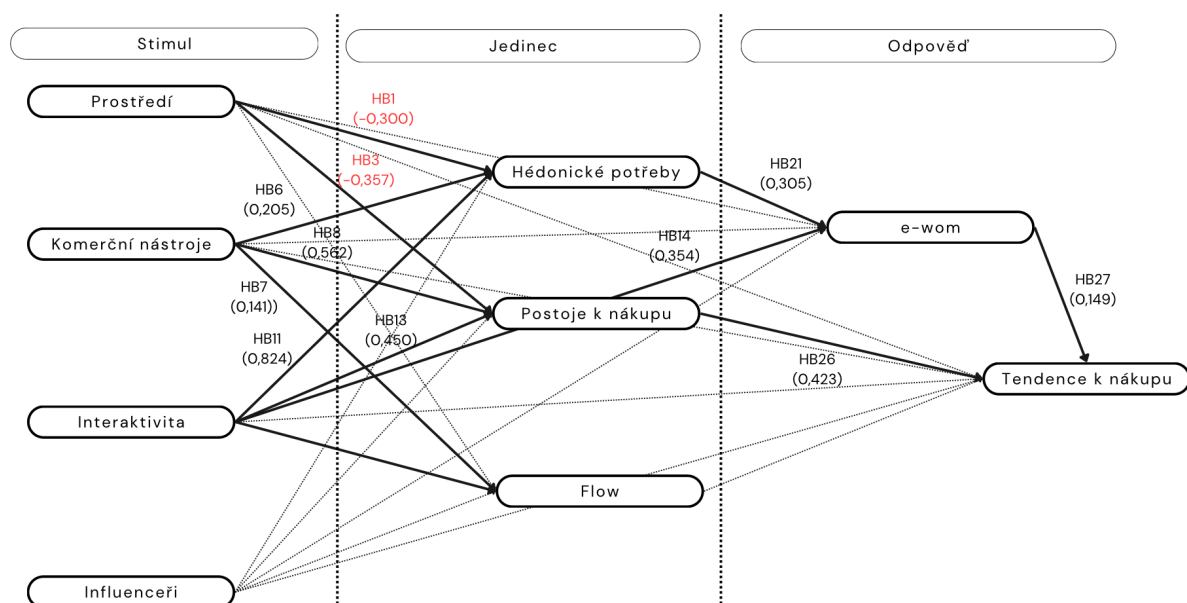 Stimul
Jedinec
Odpověď
Prostředí
HB1
(-0,300)
HB3
(-0,357)
Hédonické potřeby
HB21
(0,305)
HB6
(0,205)
e-wom
Komerční nástroje
HB8
(0,562)
HB14
(0,354)
HB7
(0,141))
HB27
(0,149)
Postoje k nákupu
HB13
(0,450)
HB11
(0,824)
HB26
(0,423)
Tendence k nákupu
Interaktivita
Flow
Influenceři